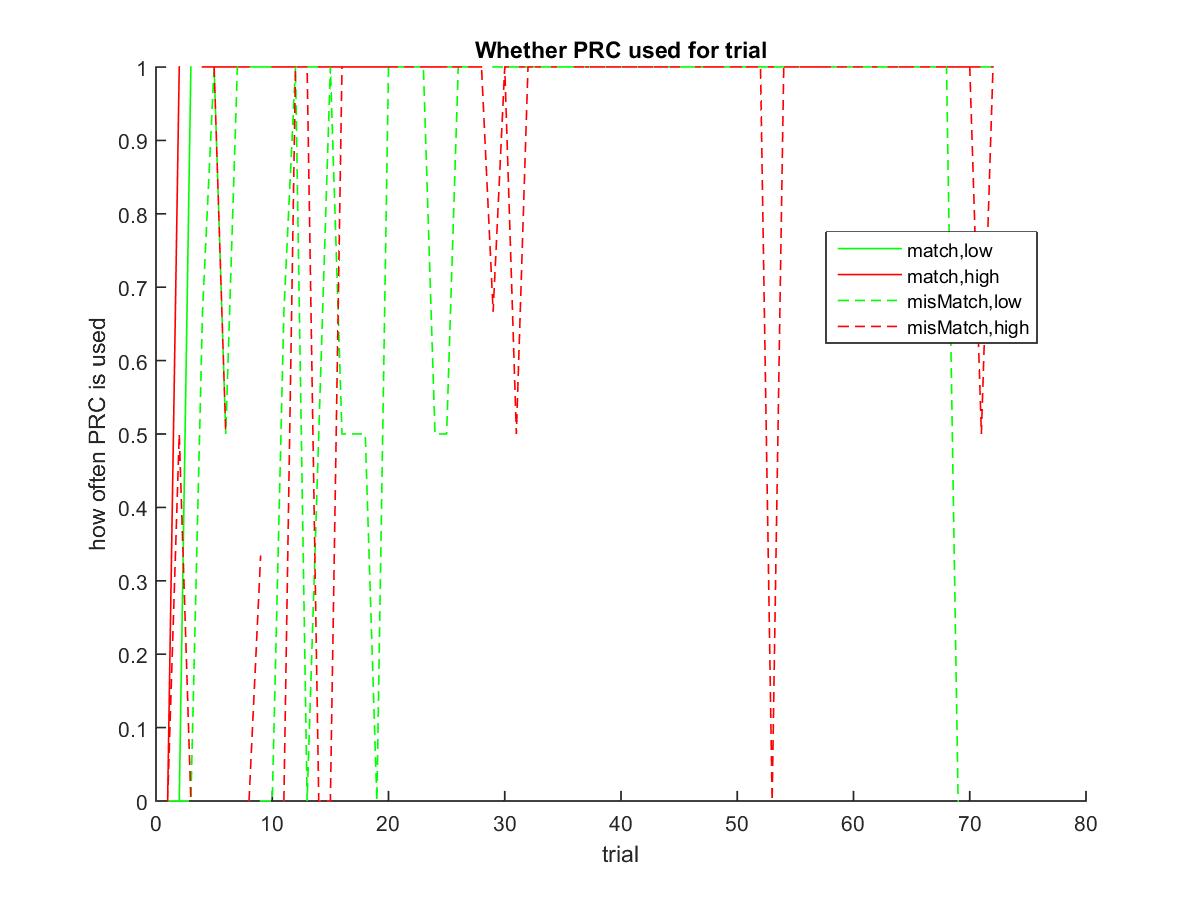 Whether PRC used for trial
1
0.9
0.8
0.7
0.6
0.5
0.4
0.3
0.2
0.1
0
how often PRC is used
match,low
match,high
misMatch,low
misMatch,high
0 10 20 30 40 50 60 70 80
trial